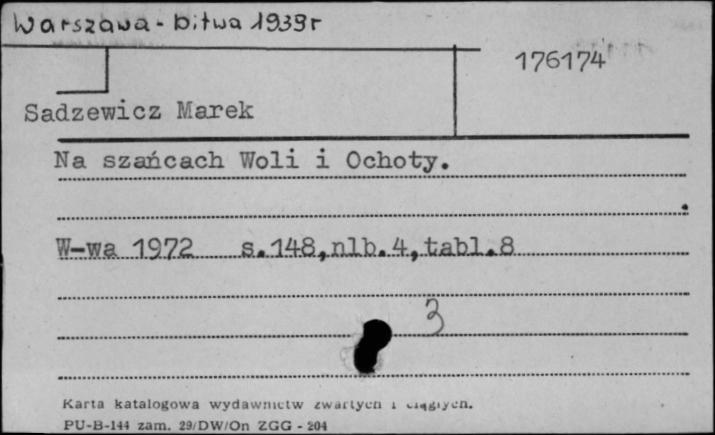 Warszawa - bitwa 1939 r
176174
Sadzewicz Marek
Na szańcach Woli i Ochoty.
W-wa 1972 s.148,nlb.4,tabl.8
3
Karta katalogowa wydawnictw zwartych i ciągłych.
PU-B-144 zam. 29/DW/On ZGG - 204